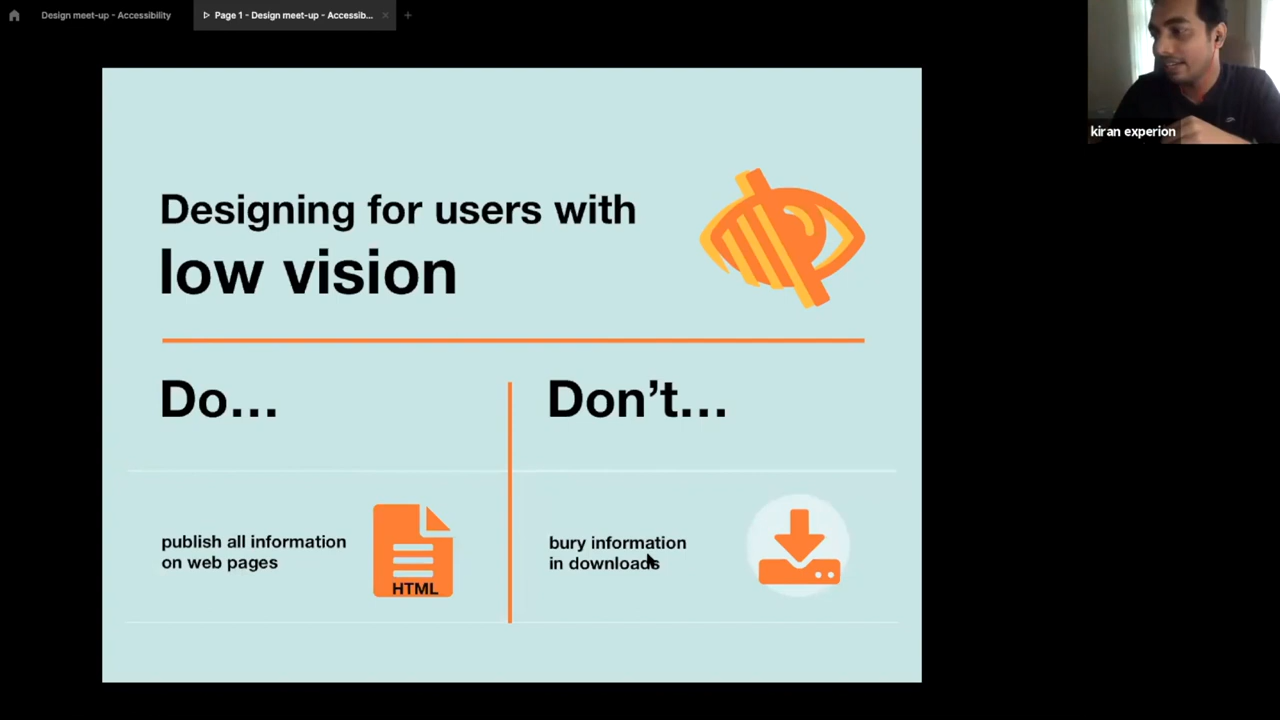 Design meet-up - Accessibility
Page 1 - Design meet-up - Accessib...
kiran experion
Designing for users with
low vision
Do...
Don't...
publish all information
on web pages
HTML
bury information
in downloads